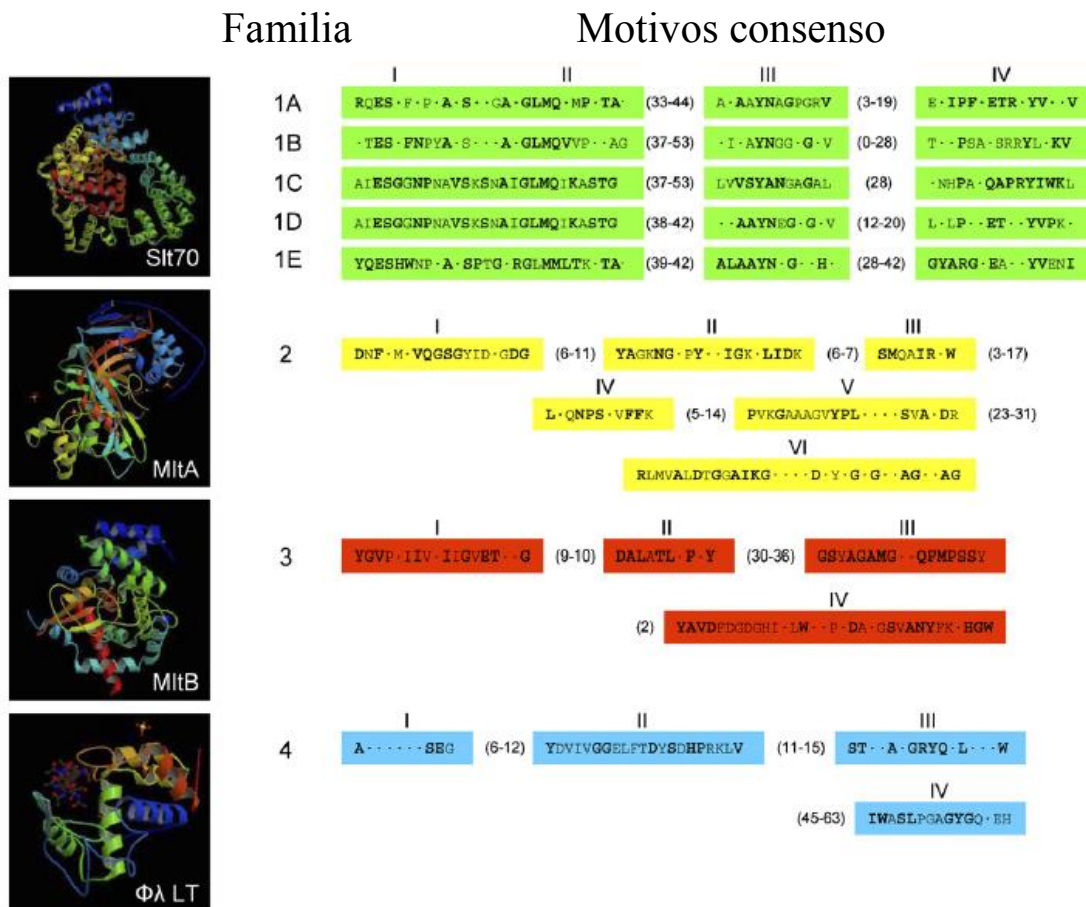 Familia Motivos consenso
I II III IV
1A RQES·F·P·A·S··GA·GLMQ·MP·TA· (33-44) A·AAYNAGPGRV (3-19) E·IPF·ETR·YV··V
1B ·TES·FNPYA·S···A·GLMQVVP··AG (37-53) ·I·AYNGG·G·V (0-28) T··PSA·SRRYL·KV
1C AIESGGNPNAVSKSNAIGLMQIKASTG (37-53) LVVSYANGAGAL (28) ·NHPA·QAPRYIWKL
1D AIESGGNPNAVSKSNAIGLMQIKASTG (38-42) ··AAYNEG·G·V (12-20) L·LP··ET··YVPK·
1E YQESHWNP·A·SPTG·RGLMMLTK·TA· (39-42) ALAAYN·G··H· (28-42) GYARG·EA··YVENI
Slt70
I II III
2 DNF·M·VQGSGYID·GDG (6-11) YAGKNG·PY··IGK·LIDK (6-7) SMQAIR·W (3-17)
IV V
L·QNPS·VFFK (5-14) PVKGAAAGVYPL····SVA·DR (23-31)
VI
RLMVALDTGGAIKG····D·Y·G·G··AG··AG
MltA
I II III
3 YGVP·IIV·IIGVET··G (9-10) DALATL·F·Y (30-36) GSYAGAMG··QFMPSSY
IV
(2) YAVDFDGDGHI·LW··P·DA·GSVANYFK·HGW
MltB
I II III
4 A······SEG (6-12) YDVIVGGELFTDYSDHPRKLV (11-15) ST··A·GRYQ·L···W
IV
(45-63) IWASLPGAGYGQ·EH
Φλ LT